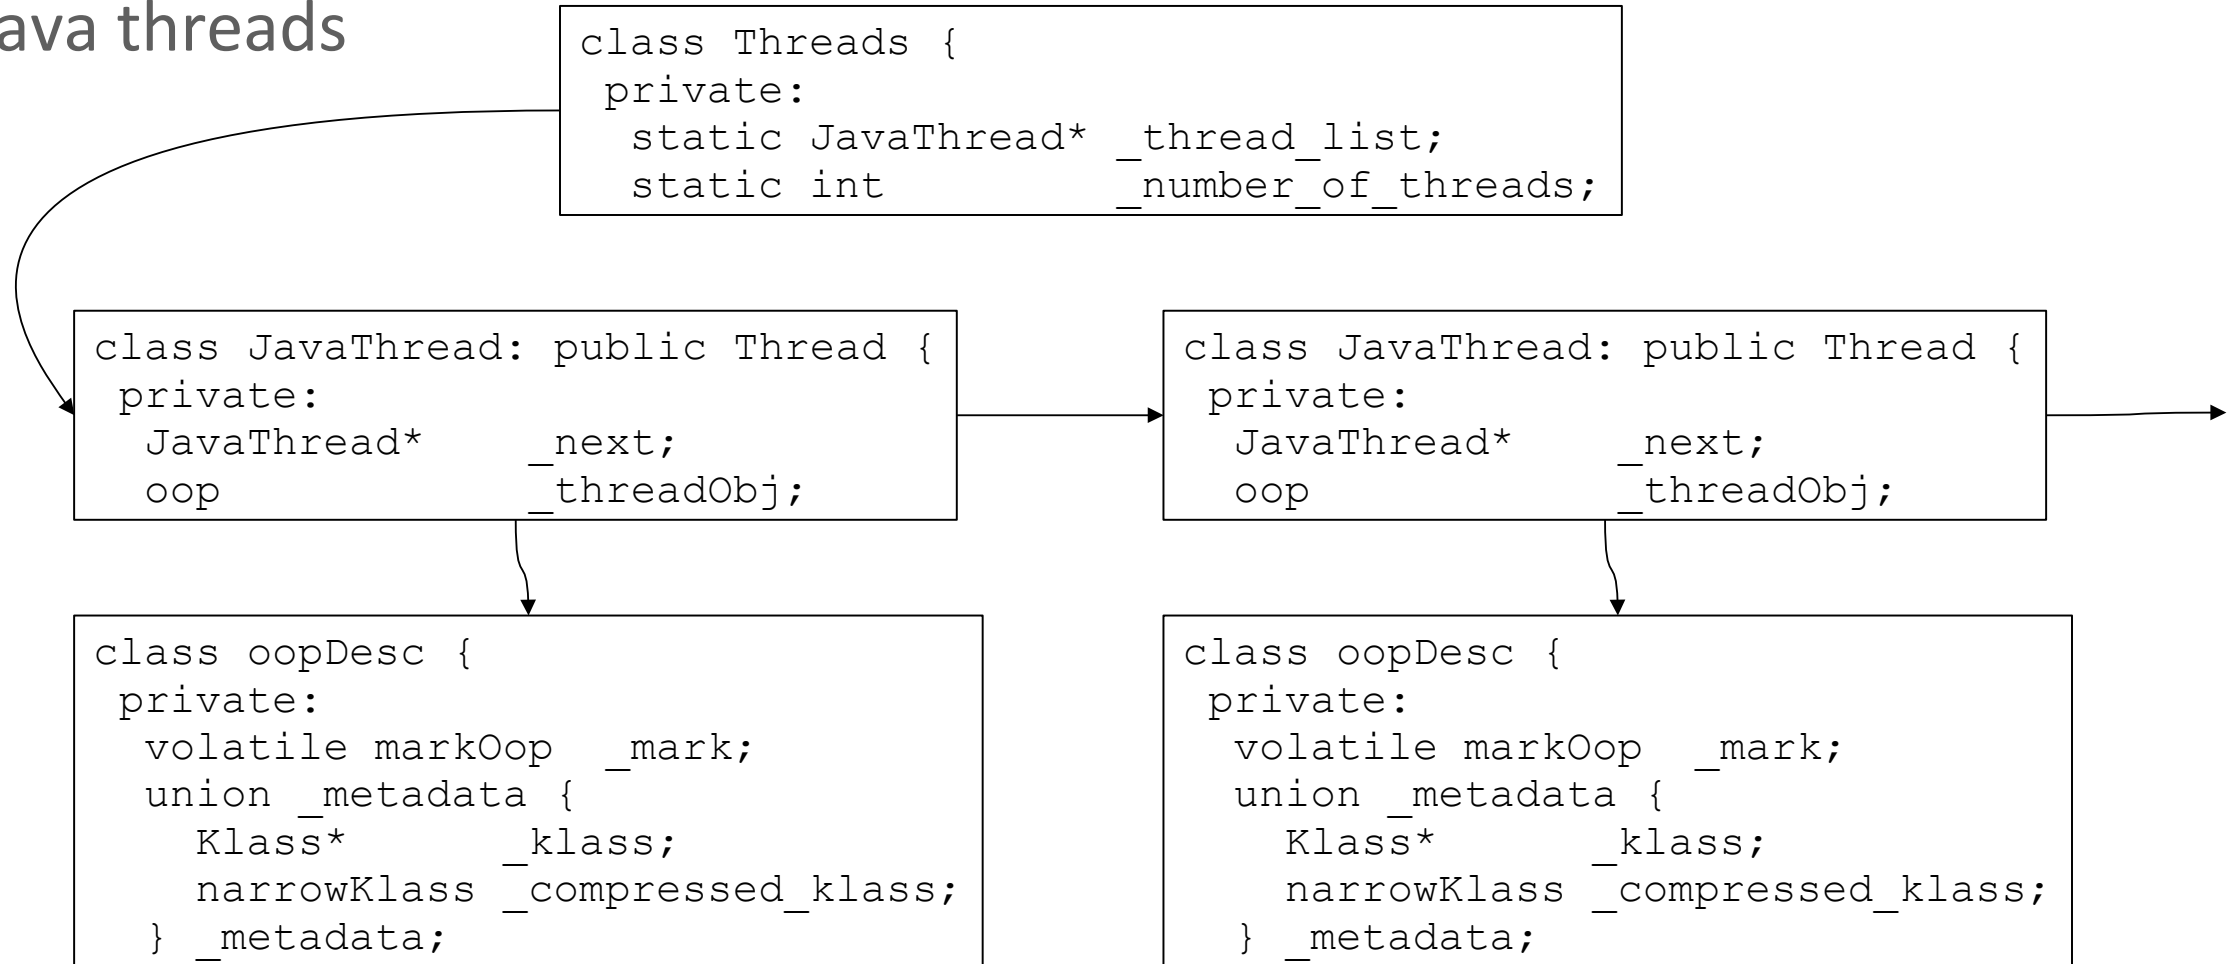 ava threads
class Threads {
private:
static JavaThread* _thread_list;
static int _number_of_threads;
class JavaThread: public Thread {
private:
JavaThread* _next;
oop _threadObj;
class JavaThread: public Thread {
private:
JavaThread* _next;
oop _threadObj;
class oopDesc {
private:
volatile markOop _mark;
union _metadata {
Klass* _klass;
narrowKlass _compressed_klass;
} _metadata;
class oopDesc {
private:
volatile markOop _mark;
union _metadata {
Klass* _klass;
narrowKlass _compressed_klass;
} _metadata;